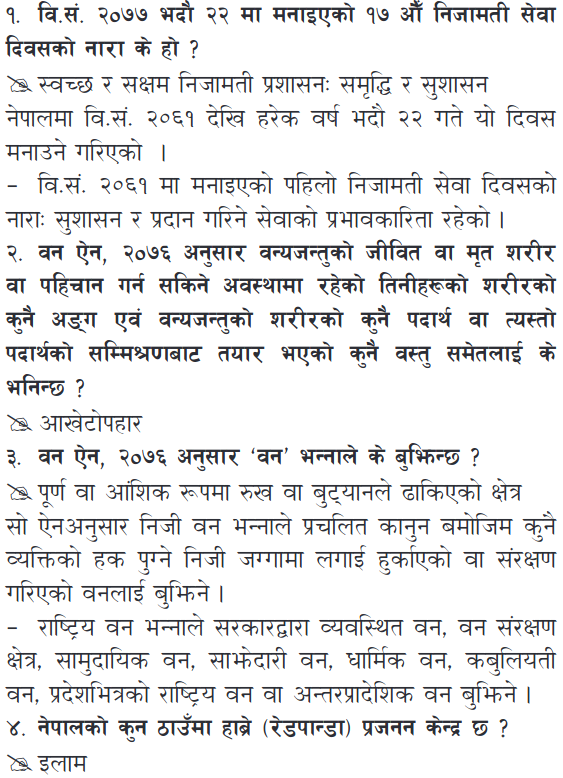 १. वि.सं. २०७७ भदौ २२ मा मनाइएको १७ औँ निजामती सेवा
दिवसको नारा के हो ?
स्वच्छ र सक्षम निजामती प्रशासनः समृद्धि र सुशासन
नेपालमा वि.सं. २०६१ देखि हरेक वर्ष भदौ २२ गते यो दिवस
मनाउने गरिएको ।
– वि.सं. २०६१ मा मनाइएको पहिलो निजामती सेवा दिवसको
नाराः सुशासन र प्रदान गरिने सेवाको प्रभावकारिता रहेको ।
२. वन ऐन, २०७६ अनुसार वन्यजन्तुको जीवित वा मृत शरीर
वा पहिचान गर्न सकिने अवस्थामा रहेको तिनीहरूको शरीरको
कुनै अङ्ग एवं वन्यजन्तुको शरीरको कुनै पदार्थ वा त्यस्तो
पदार्थको सम्मिश्रणबाट तयार भएको कुनै वस्तु समेतलाई के
भनिन्छ ?
आखेटोपहार
३. वन ऐन, २०७६ अनुसार ‘वन’ भन्नाले के बुझिन्छ ?
पूर्ण वा आंशिक रूपमा रुख वा बुट्यानले ढाकिएको क्षेत्र
सो ऐनअनुसार निजी वन भन्नाले प्रचलित कानुन बमोजिम कुनै
व्यक्तिको हक पुग्ने निजी जग्गामा लगाई हुर्काएको वा संरक्षण
गरिएको वनलाई बुझिने ।
– राष्ट्रिय वन भन्नाले सरकारद्वारा व्यवस्थित वन, वन संरक्षण
क्षेत्र, सामुदायिक वन, साझेदारी वन, धार्मिक वन, कबुलियती
वन, प्रदेशभित्रको राष्ट्रिय वन वा अन्तरप्रादेशिक वन बुझिने ।
४. नेपालको कुन ठाउँमा हाब्रे (रेडपान्डा) प्रजनन केन्द्र छ ?
इलाम